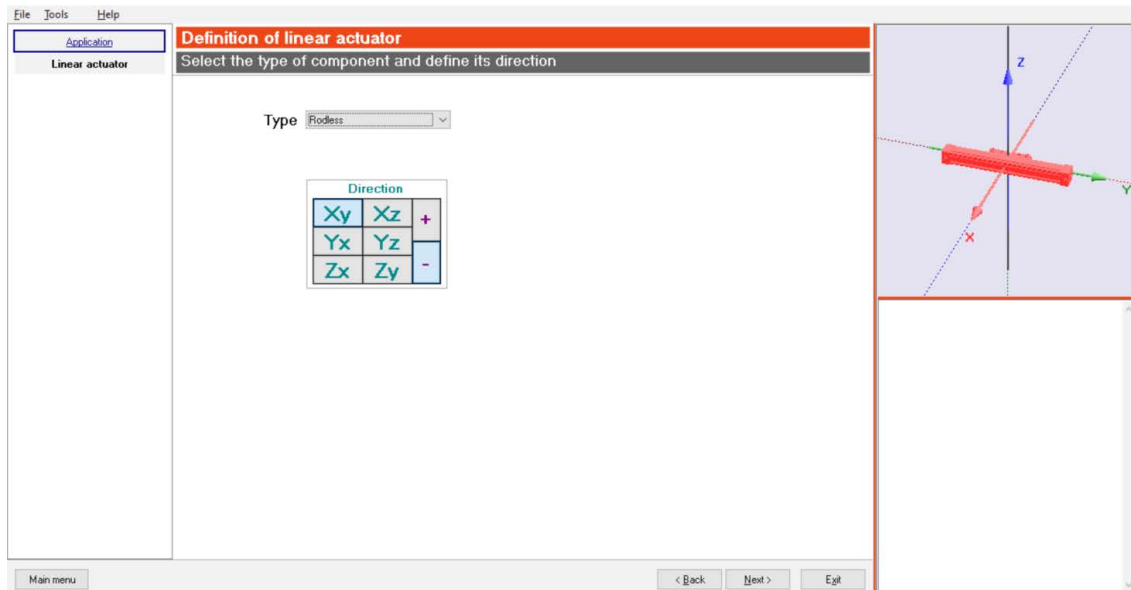 File Tools Help
Application
Linear actuator
Definition of linear actuator
Select the type of component and define its direction
Type Rodless
Direction
Xy Xz +
Yx Yz
Zx Zy -
Z
Y
X
Main menu
< Back Next > Exit